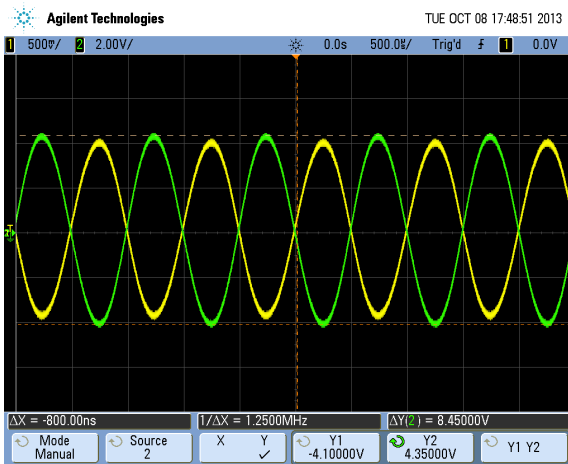 Agilent Technologies TUE OCT 08 17:48:51 2013
1 500mV/ 2 2.00V/ 0.0s 500.0ns/ Trig'd 1 0.0V
ΔX = -800.00ns 1/ΔX = 1.2500MHz ΔY(2) = 8.45000V
Mode Source X Y Y1 Y2 Y1 Y2
Manual 2 ✓ -4.10000V 4.35000V